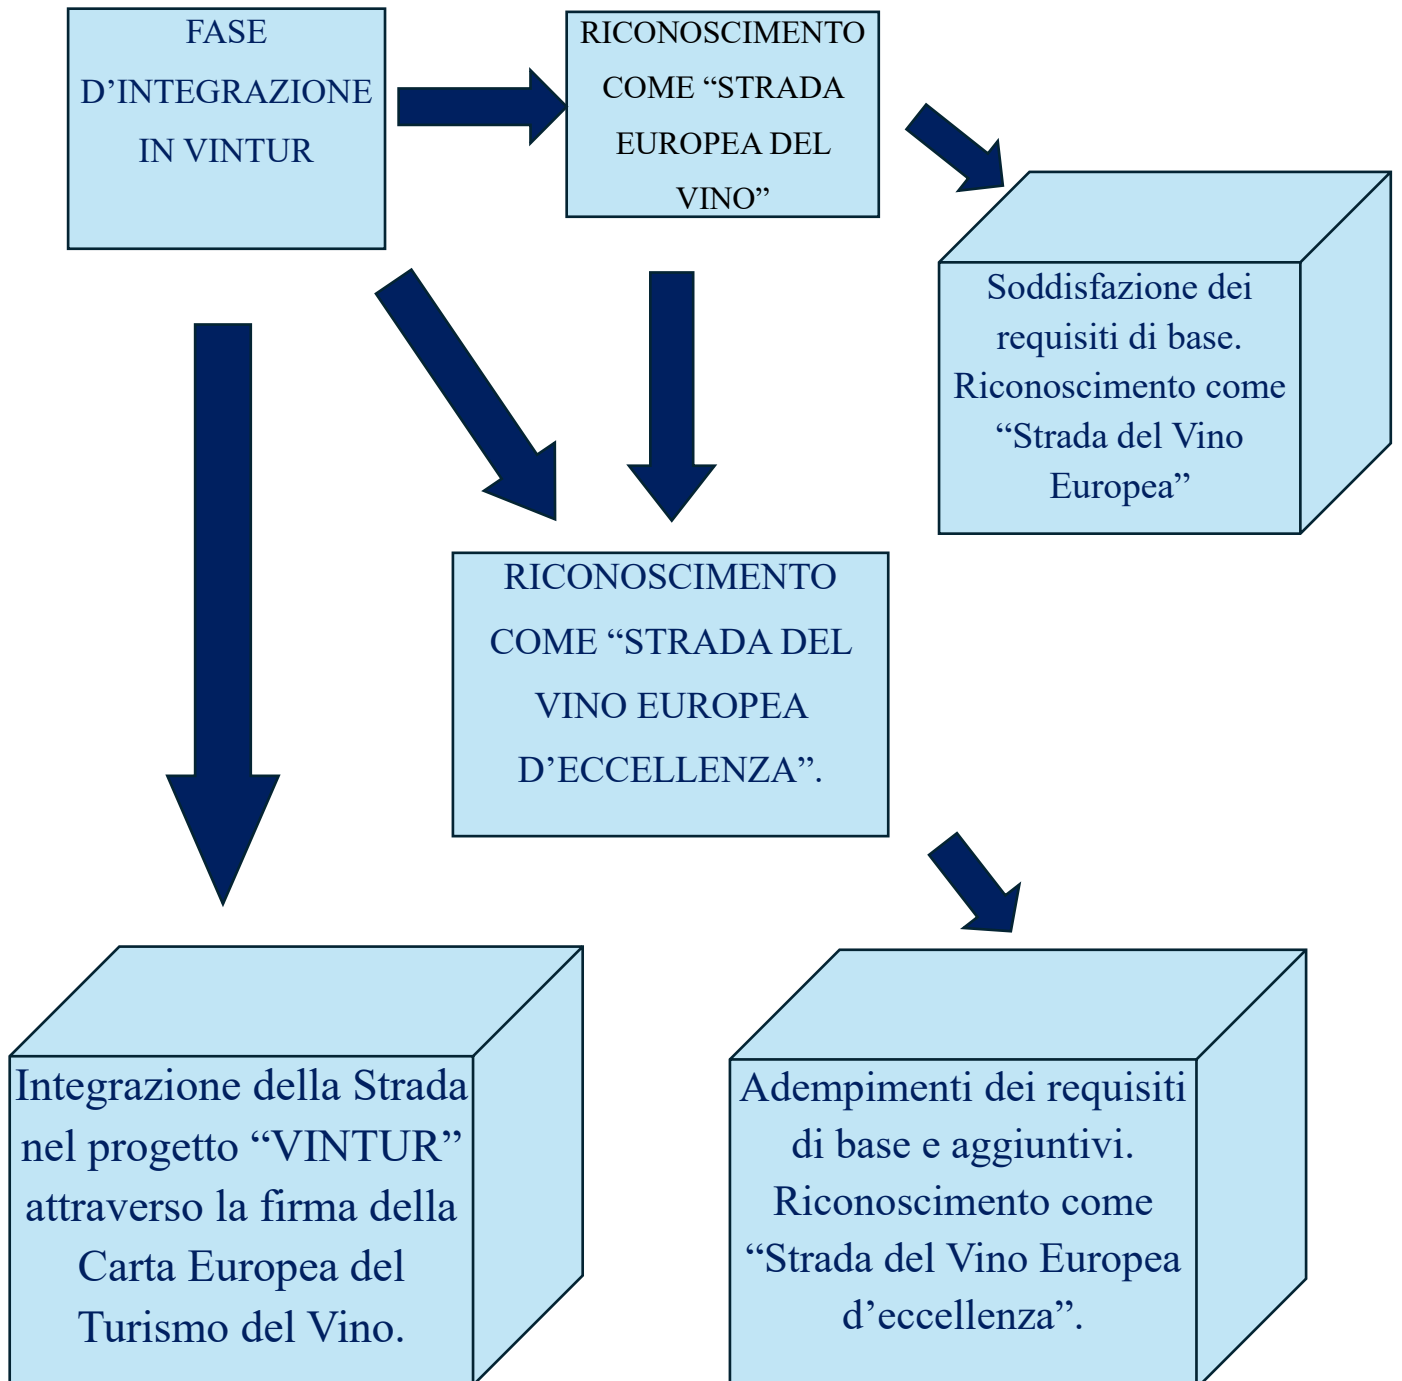 FASE
D’INTEGRAZIONE
IN VINTUR
RICONOSCIMENTO
COME “STRADA
EUROPEA DEL
VINO”
Soddisfazione dei
requisiti di base.
Riconoscimento come
“Strada del Vino
Europea”
RICONOSCIMENTO
COME “STRADA DEL
VINO EUROPEA
D’ECCELLENZA”.
Integrazione della Strada
nel progetto “VINTUR”
attraverso la firma della
Carta Europea del
Turismo del Vino.
Adempimenti dei requisiti
di base e aggiuntivi.
Riconoscimento come
“Strada del Vino Europea
d’eccellenza”.